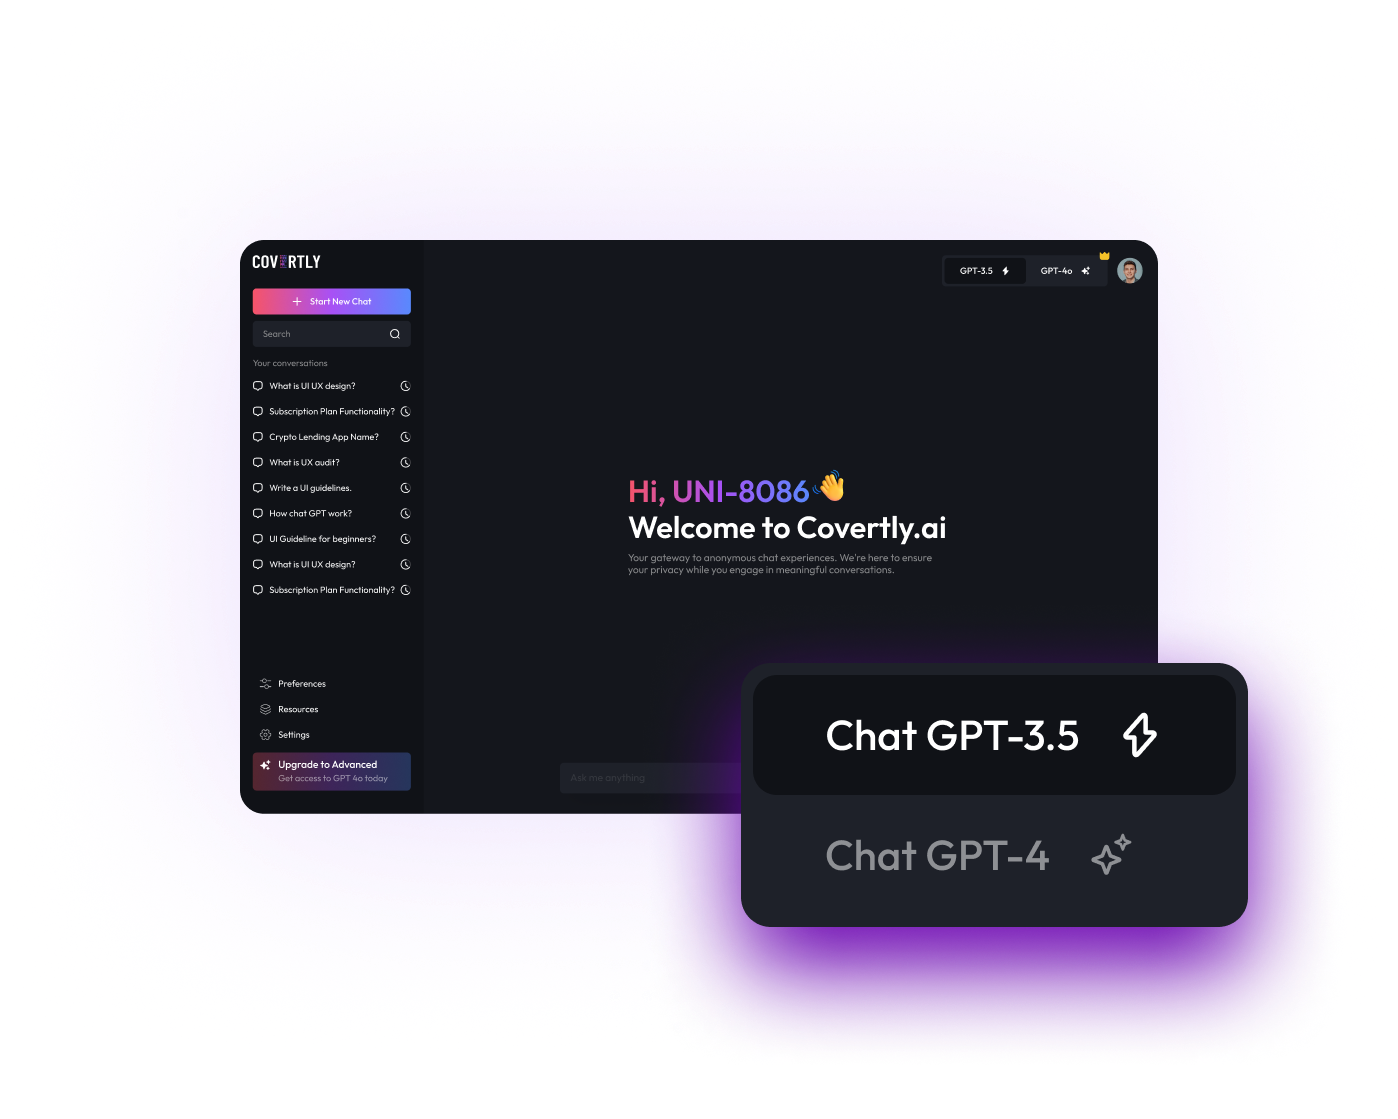 COVERTLY
Start New Chat
Search
Your conversations
What is UI UX design?
Subscription Plan Functionality?
Crypto Lending App Name?
What is UX audit?
Write a UI guidelines.
How chat GPT work?
UI Guideline for beginners?
What is UI UX design?
Subscription Plan Functionality?
Preferences
Resources
Settings
Upgrade to Advanced
Get access to GPT 4o today
GPT-3.5
GPT-4o
Hi, UNI-8086
Welcome to Covertly.ai
Your gateway to anonymous chat experiences. We're here to ensure
your privacy while you engage in meaningful conversations.
Ask me anything
Chat GPT-3.5
Chat GPT-4